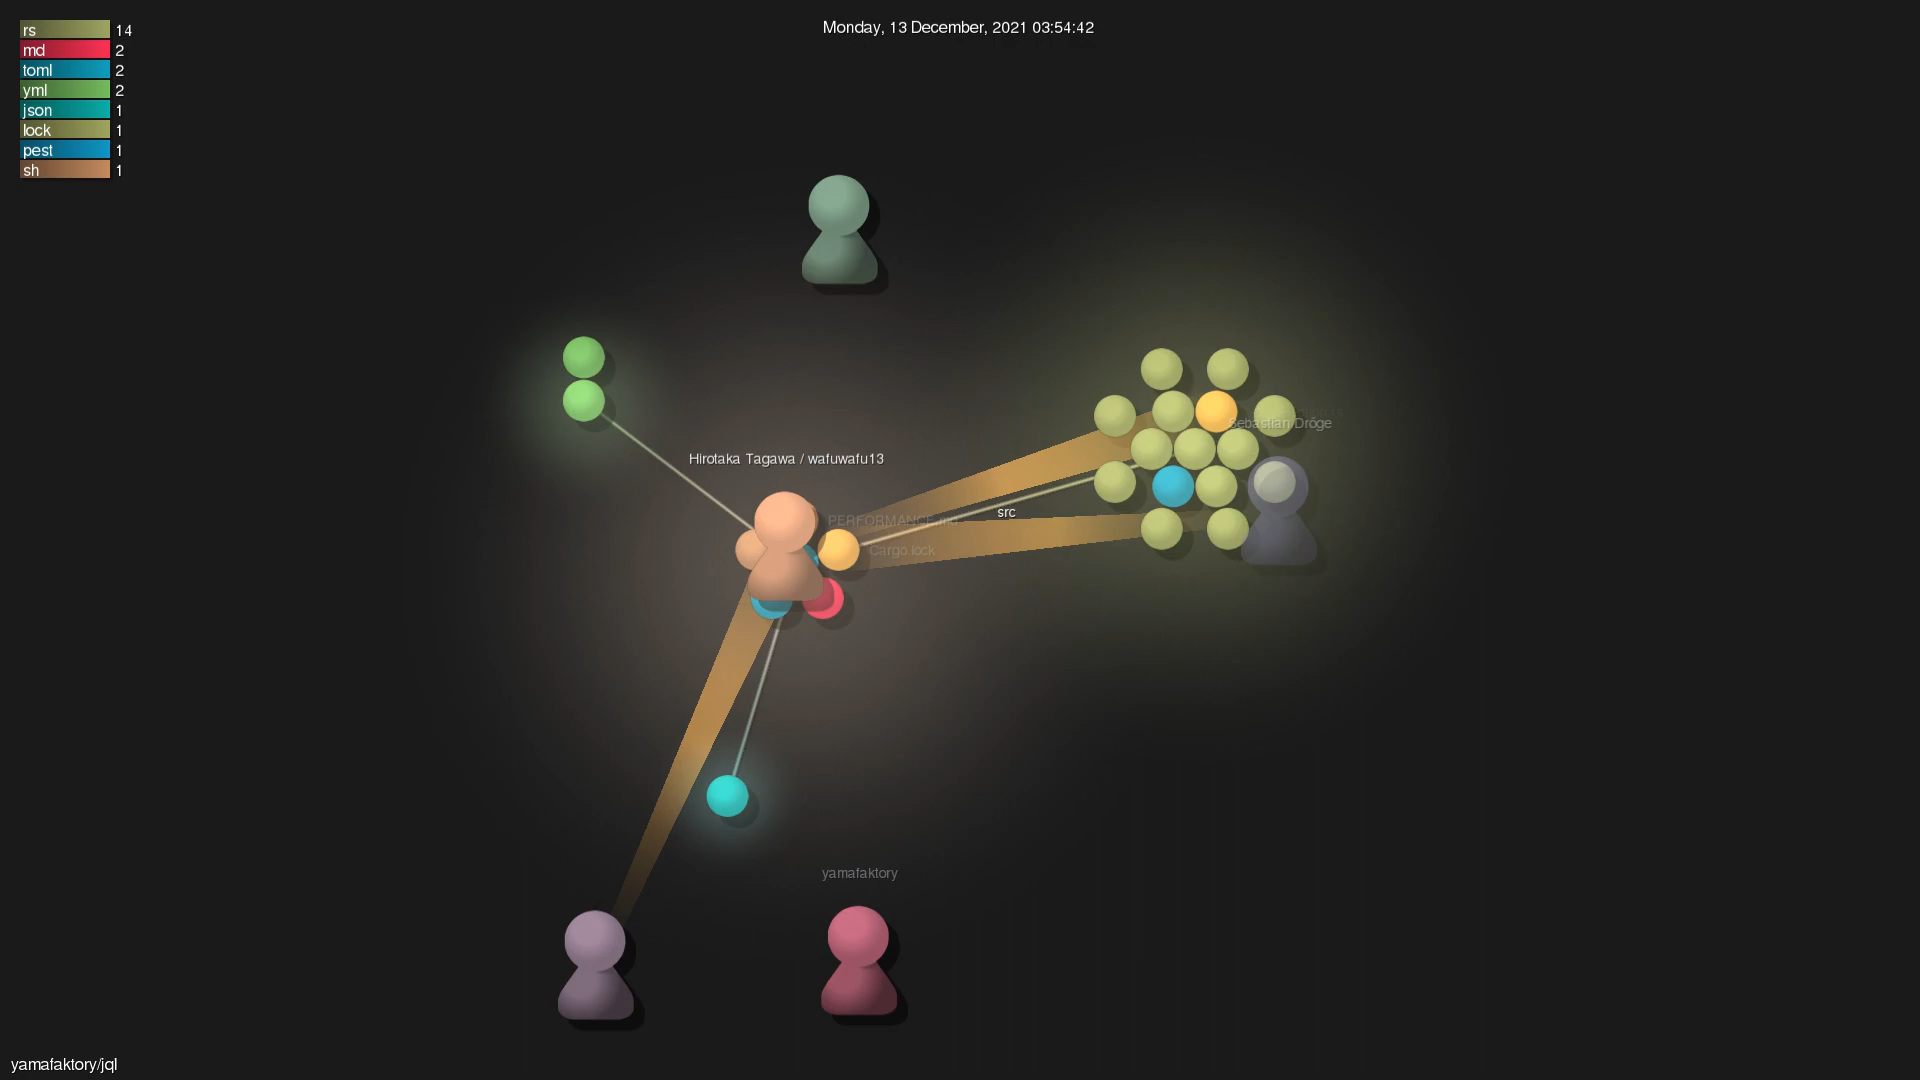 Monday, 13 December, 2021 03:54:42
rs 14
md 2
toml 2
yml 2
json 1
lock 1
pest 1
sh 1
Sebastian Dröge
Hirotaka Tagawa / wafuwafu13
src
PERFORMANCE.md
Cargo.lock
yamafaktory
yamafaktory/jql